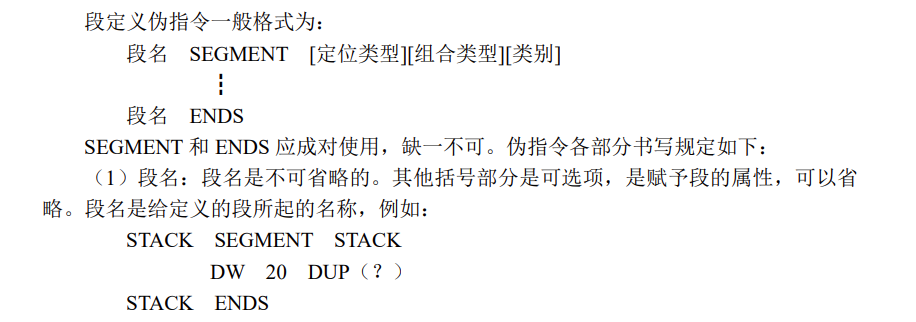 段定义伪指令一般格式为：
段名 SEGMENT [定位类型][组合类型][类别]
⋮
段名 ENDS
SEGMENT 和 ENDS 应成对使用，缺一不可。伪指令各部分书写规定如下：
（1）段名：段名是不可省略的。其他括号部分是可选项，是赋予段的属性，可以省
略。段名是给定义的段所起的名称，例如：
STACK SEGMENT STACK
DW 20 DUP（？）
STACK ENDS